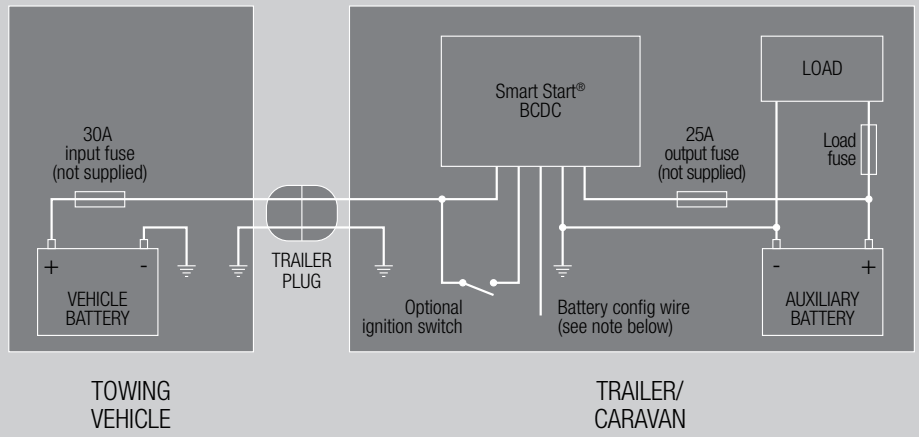 Smart Start®
BCDC
LOAD
30A
input fuse
(not supplied)
25A
output fuse
(not supplied)
Load
fuse
TRAILER
PLUG
+ -
VEHICLE
BATTERY
Optional
ignition switch
Battery config wire
(see note below)
- +
AUXILIARY
BATTERY
TOWING
VEHICLE
TRAILER/
CARAVAN